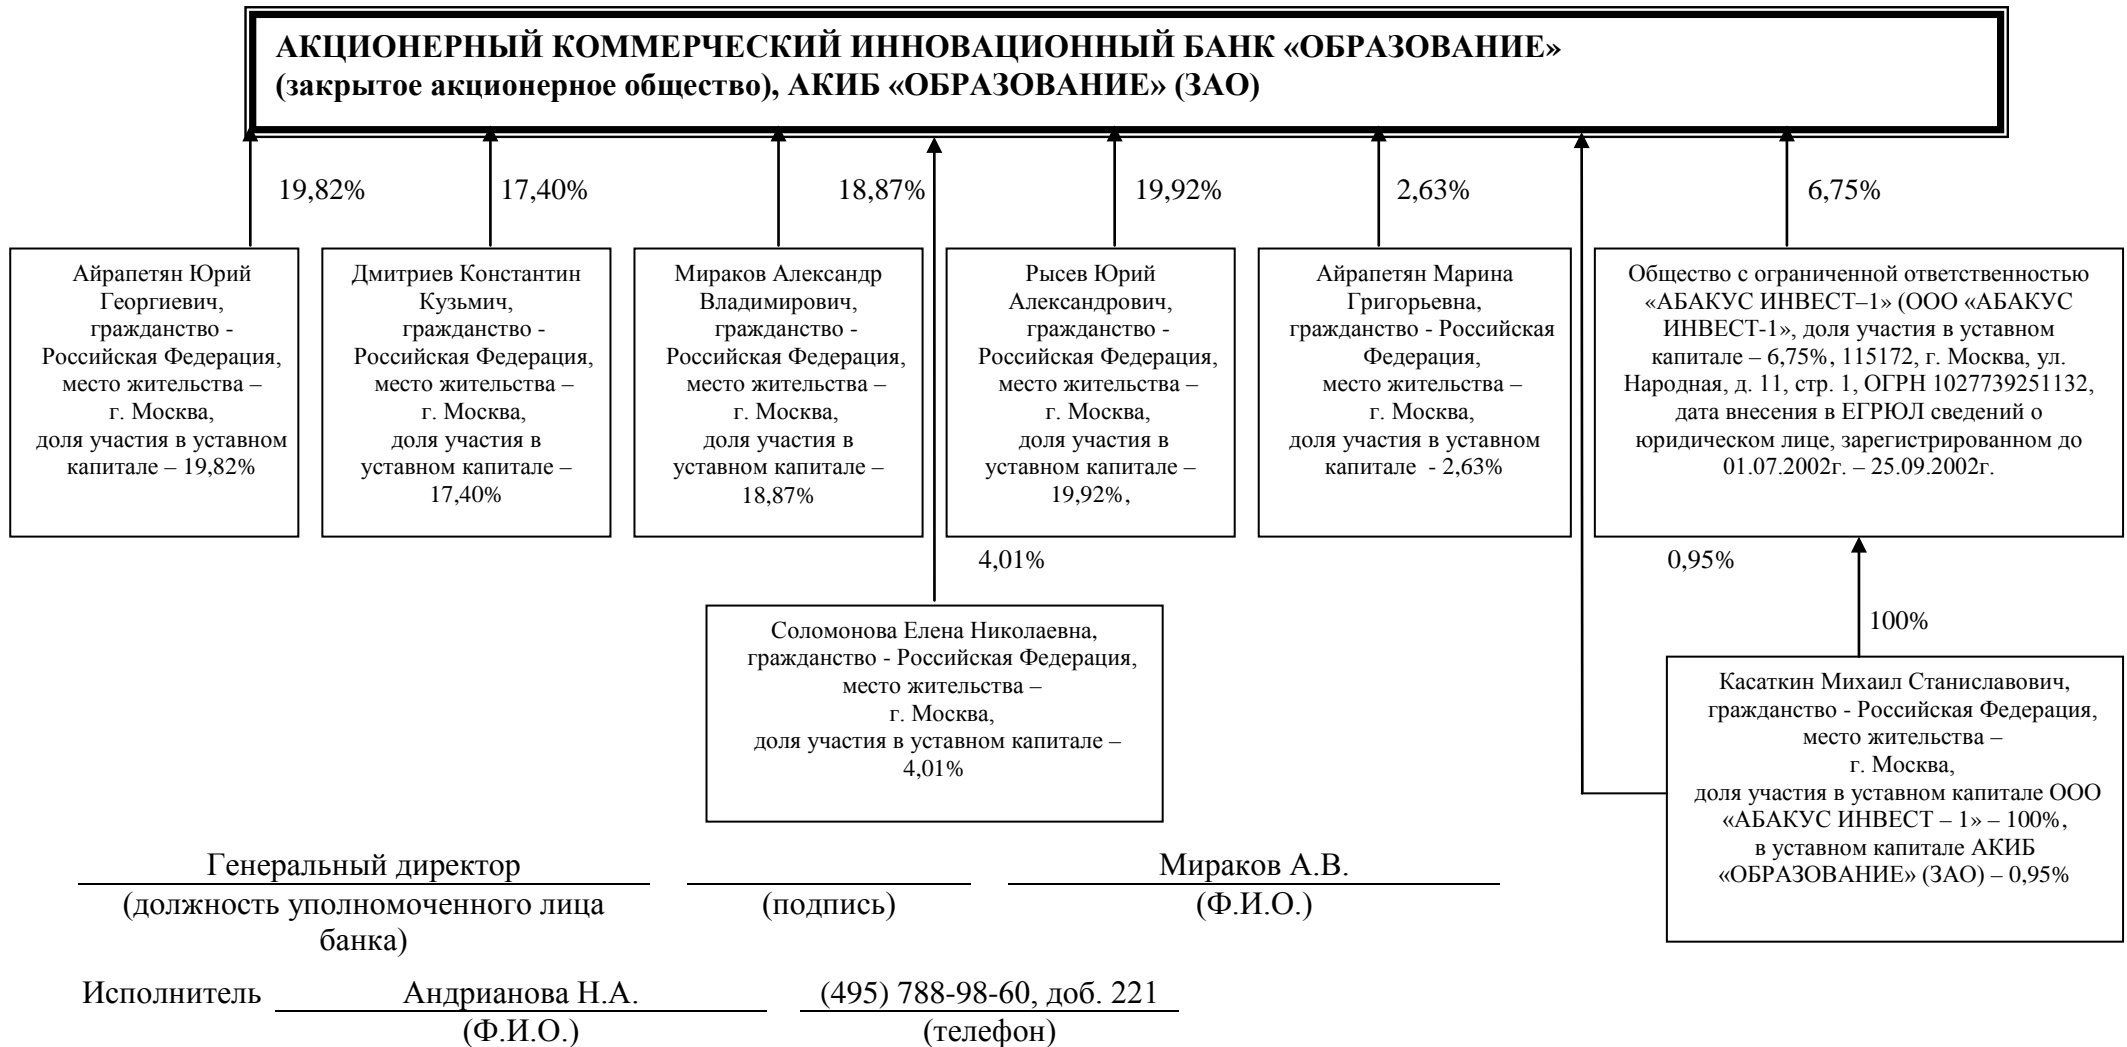 АКЦИОНЕРНЫЙ КОММЕРЧЕСКИЙ ИННОВАЦИОННЫЙ БАНК «ОБРАЗОВАНИЕ»
(закрытое акционерное общество), АКИБ «ОБРАЗОВАНИЕ» (ЗАО)
19,82%
17,40%
18,87%
19,92%
2,63%
6,75%
Айрапетян Юрий
Георгиевич,
гражданство -
Российская Федерация,
место жительства –
г. Москва,
доля участия в уставном
капитале – 19,82%
Дмитриев Константин
Кузьмич,
гражданство -
Российская Федерация,
место жительства –
г. Москва,
доля участия в
уставном капитале –
17,40%
Мираков Александр
Владимирович,
гражданство -
Российская Федерация,
место жительства –
г. Москва,
доля участия в
уставном капитале –
18,87%
Рысев Юрий
Александрович,
гражданство -
Российская Федерация,
место жительства –
г. Москва,
доля участия в
уставном капитале –
19,92%,
Айрапетян Марина
Григорьевна,
гражданство - Российская
Федерация,
место жительства –
г. Москва,
доля участия в уставном
капитале - 2,63%
Общество с ограниченной ответственностью
«АБАКУС ИНВЕСТ–1» (ООО «АБАКУС
ИНВЕСТ-1», доля участия в уставном
капитале – 6,75%, 115172, г. Москва, ул.
Народная, д. 11, стр. 1, ОГРН 1027739251132,
дата внесения в ЕГРЮЛ сведений о
юридическом лице, зарегистрированном до
01.07.2002г. – 25.09.2002г.
4,01%
0,95%
100%
Соломонова Елена Николаевна,
гражданство - Российская Федерация,
место жительства –
г. Москва,
доля участия в уставном капитале –
4,01%
Касаткин Михаил Станиславович,
гражданство - Российская Федерация,
место жительства –
г. Москва,
доля участия в уставном капитале ООО
«АБАКУС ИНВЕСТ – 1» – 100%,
в уставном капитале АКИБ
«ОБРАЗОВАНИЕ» (ЗАО) – 0,95%
Генеральный директор Мираков А.В.
(должность уполномоченного лица (подпись) (Ф.И.О.)
банка)
Исполнитель Андрианова Н.А. (495) 788-98-60, доб. 221
(Ф.И.О.) (телефон)